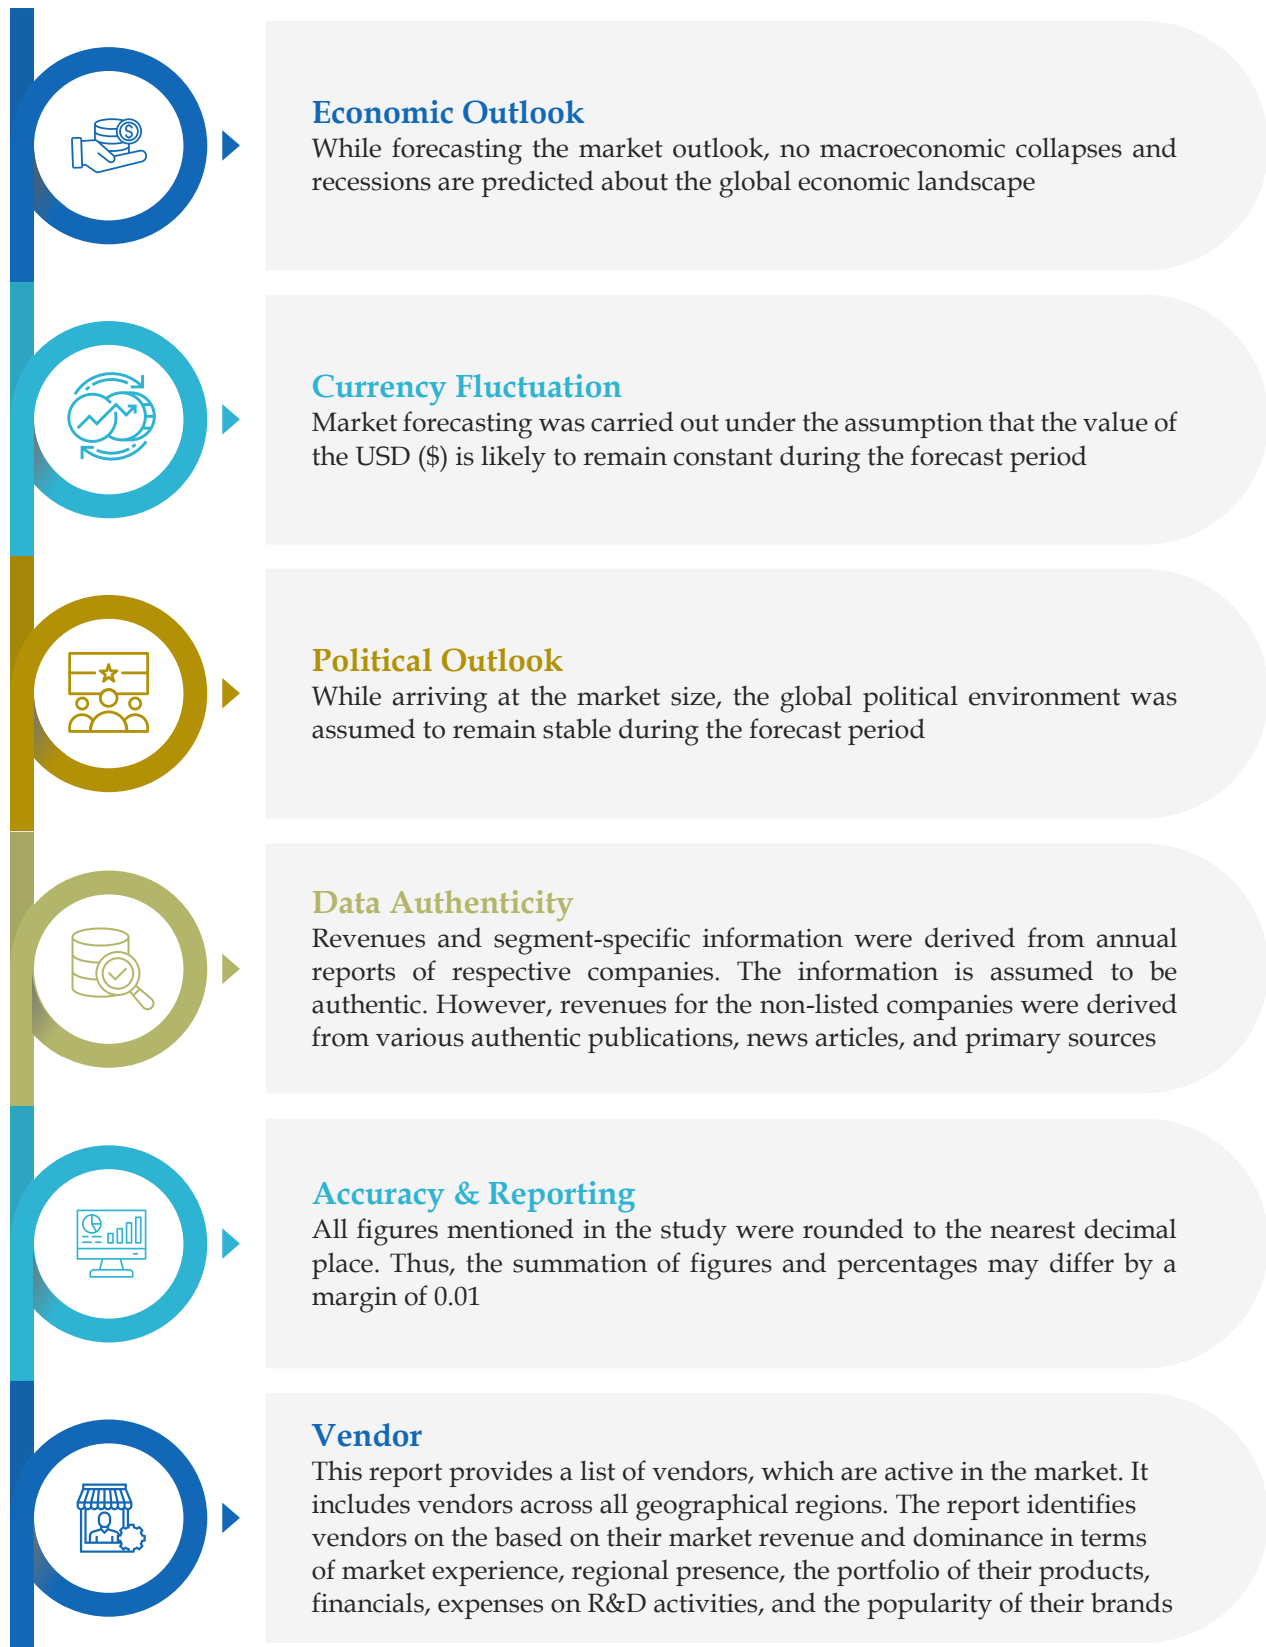 Economic Outlook
While forecasting the market outlook, no macroeconomic collapses and
recessions are predicted about the global economic landscape
Currency Fluctuation
Market forecasting was carried out under the assumption that the value of
the USD ($) is likely to remain constant during the forecast period
Political Outlook
While arriving at the market size, the global political environment was
assumed to remain stable during the forecast period
Data Authenticity
Revenues and segment-specific information were derived from annual
reports of respective companies. The information is assumed to be
authentic. However, revenues for the non-listed companies were derived
from various authentic publications, news articles, and primary sources
Accuracy & Reporting
All figures mentioned in the study were rounded to the nearest decimal
place. Thus, the summation of figures and percentages may differ by a
margin of 0.01
Vendor
This report provides a list of vendors, which are active in the market. It
includes vendors across all geographical regions. The report identifies
vendors on the based on their market revenue and dominance in terms
of market experience, regional presence, the portfolio of their products,
financials, expenses on R&D activities, and the popularity of their brands